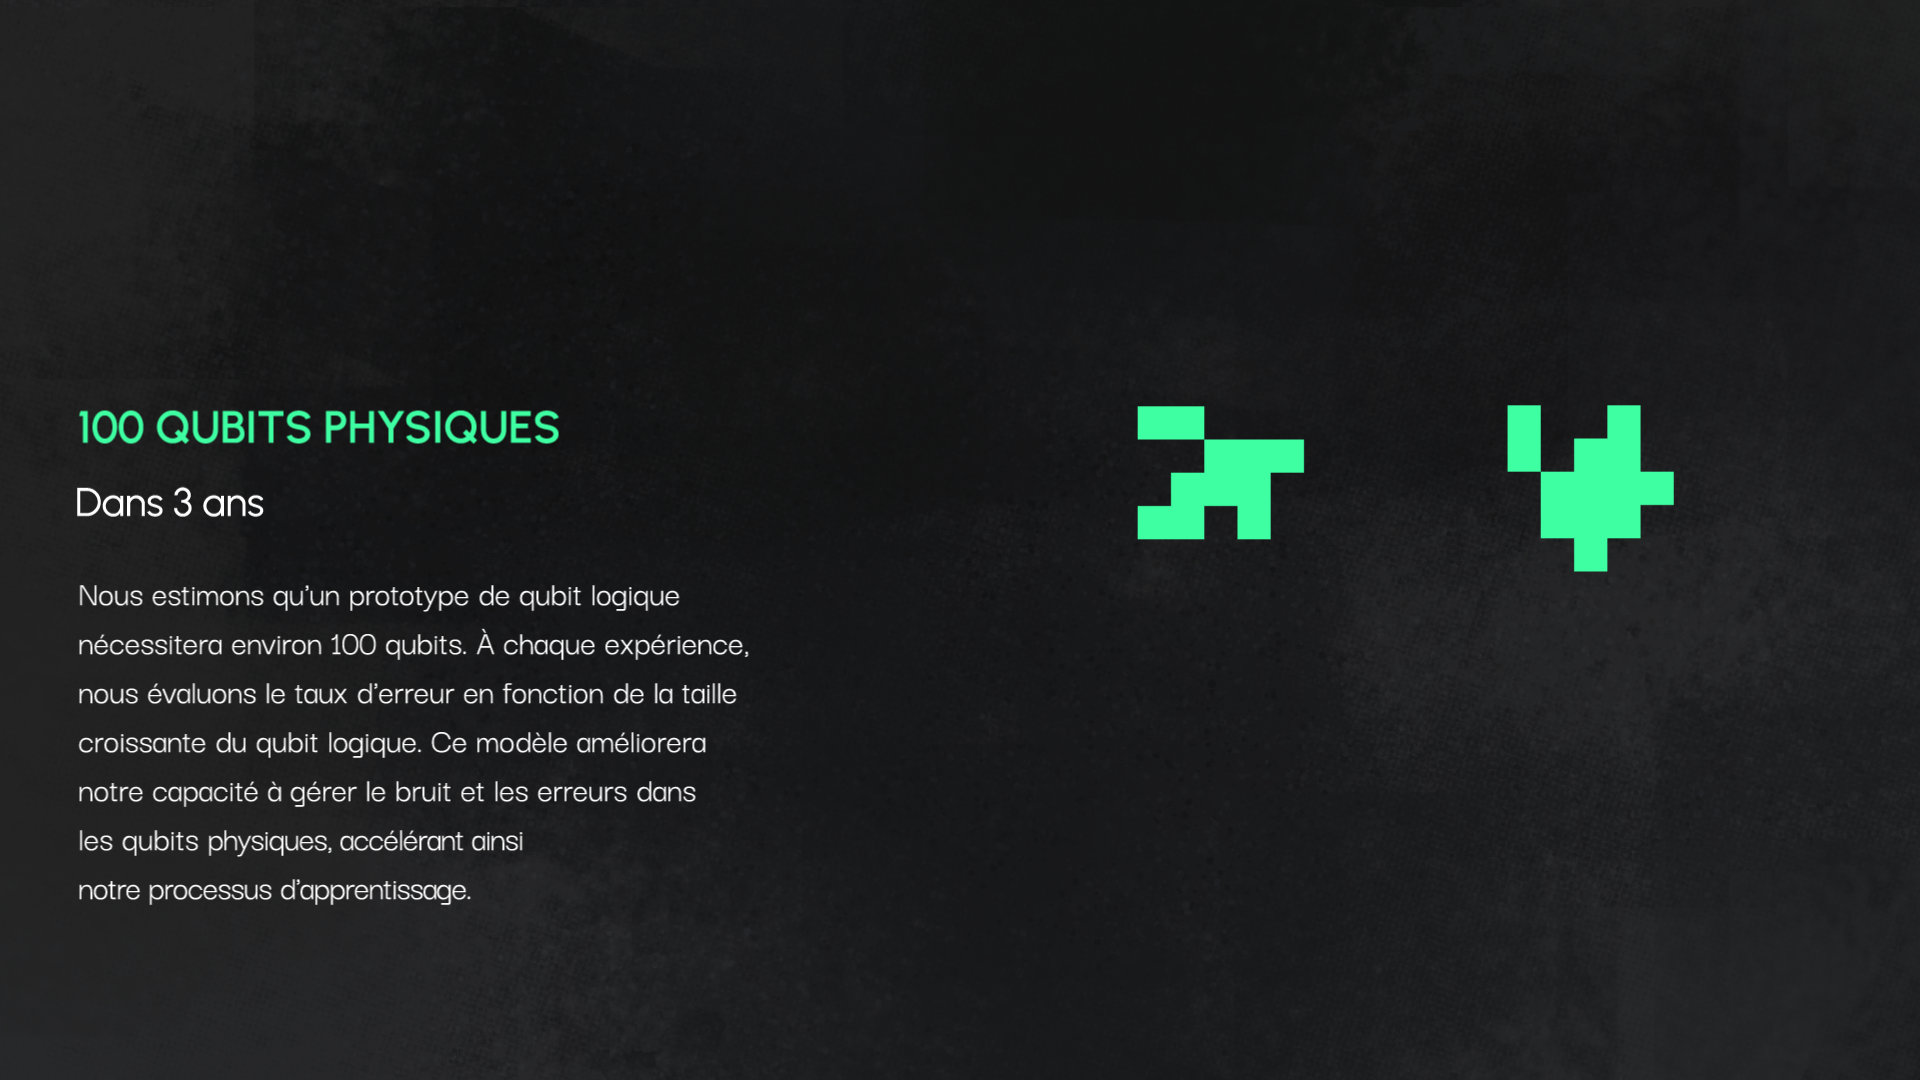 100 QUBITS PHYSIQUES
Dans 3 ans
Nous estimons qu’un prototype de qubit logique
nécessitera environ 100 qubits. À chaque expérience,
nous évaluons le taux d’erreur en fonction de la taille
croissante du qubit logique. Ce modèle améliorera
notre capacité à gérer le bruit et les erreurs dans
les qubits physiques, accélérant ainsi
notre processus d’apprentissage.